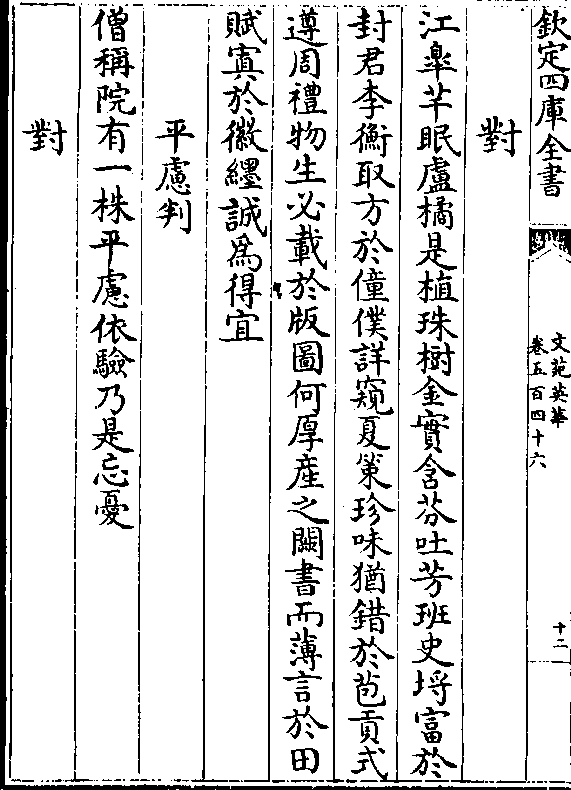 欽定四庫全書
文苑英華
卷五百四十六
十二
對
江皋芊眠盧橘是植珠樹金實含芬吐芳班史埒富於
封君李衡取方於僮僕詳窺夏策珍味猶錯於苞貢式
遵周禮物生必載於版圖何厚產之闕書而薄言於田
賦寘於徽纆誠為得宜
平慮判
僧稱院有一株平慮依驗乃是忘憂
對